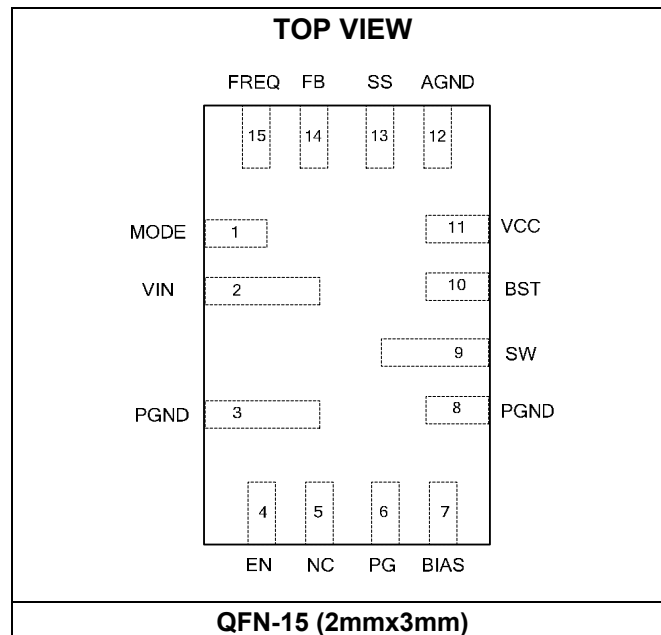 TOP VIEW
FREQ FB SS AGND
15 14 13 12
MODE 1 11 VCC
VIN 2 10 BST
9 SW
PGND 3 8 PGND
4 5 6 7
EN NC PG BIAS
QFN-15 (2mmx3mm)